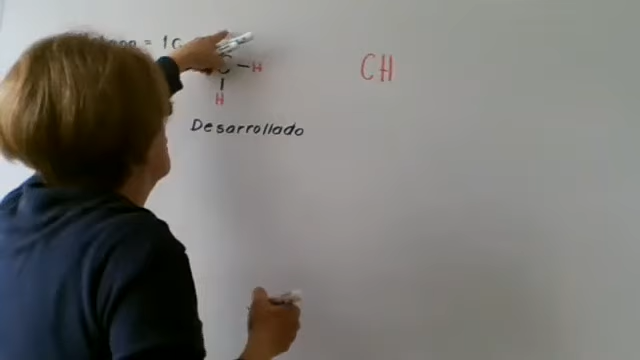 = 1C
C — H
H
Desarrollado
CH